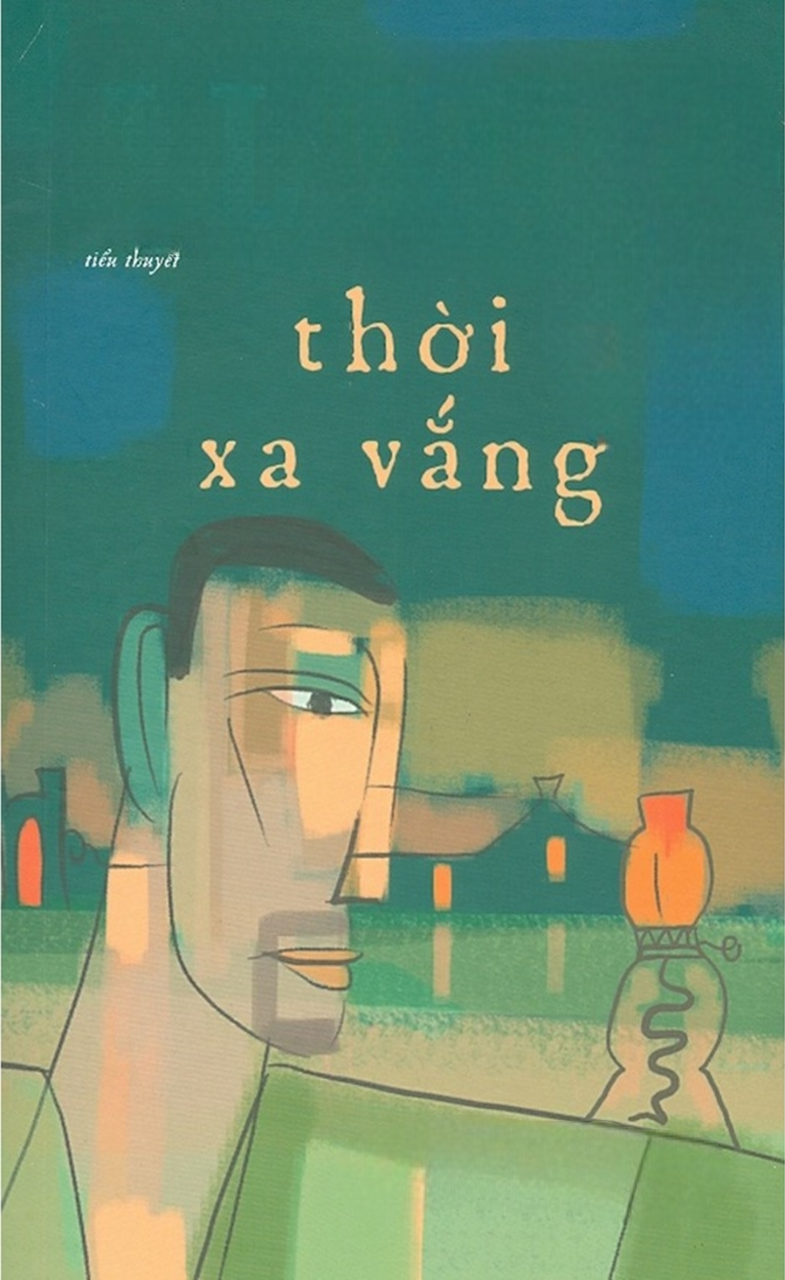 tiểu thuyết
thời
xa vắng